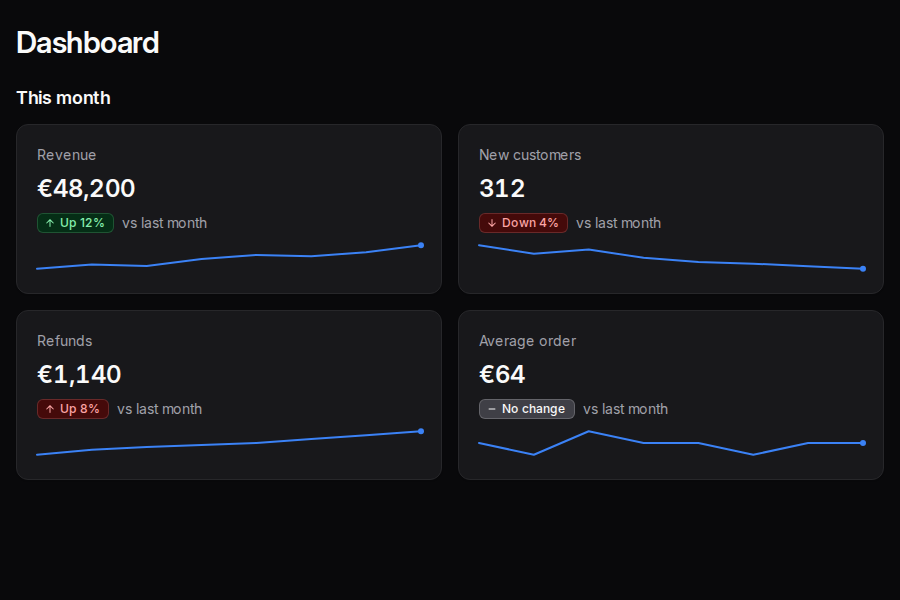 Dashboard
This month
Revenue
€48,200
↑ Up 12% vs last month
New customers
312
↓ Down 4% vs last month
Refunds
€1,140
↑ Up 8% vs last month
Average order
€64
– No change vs last month